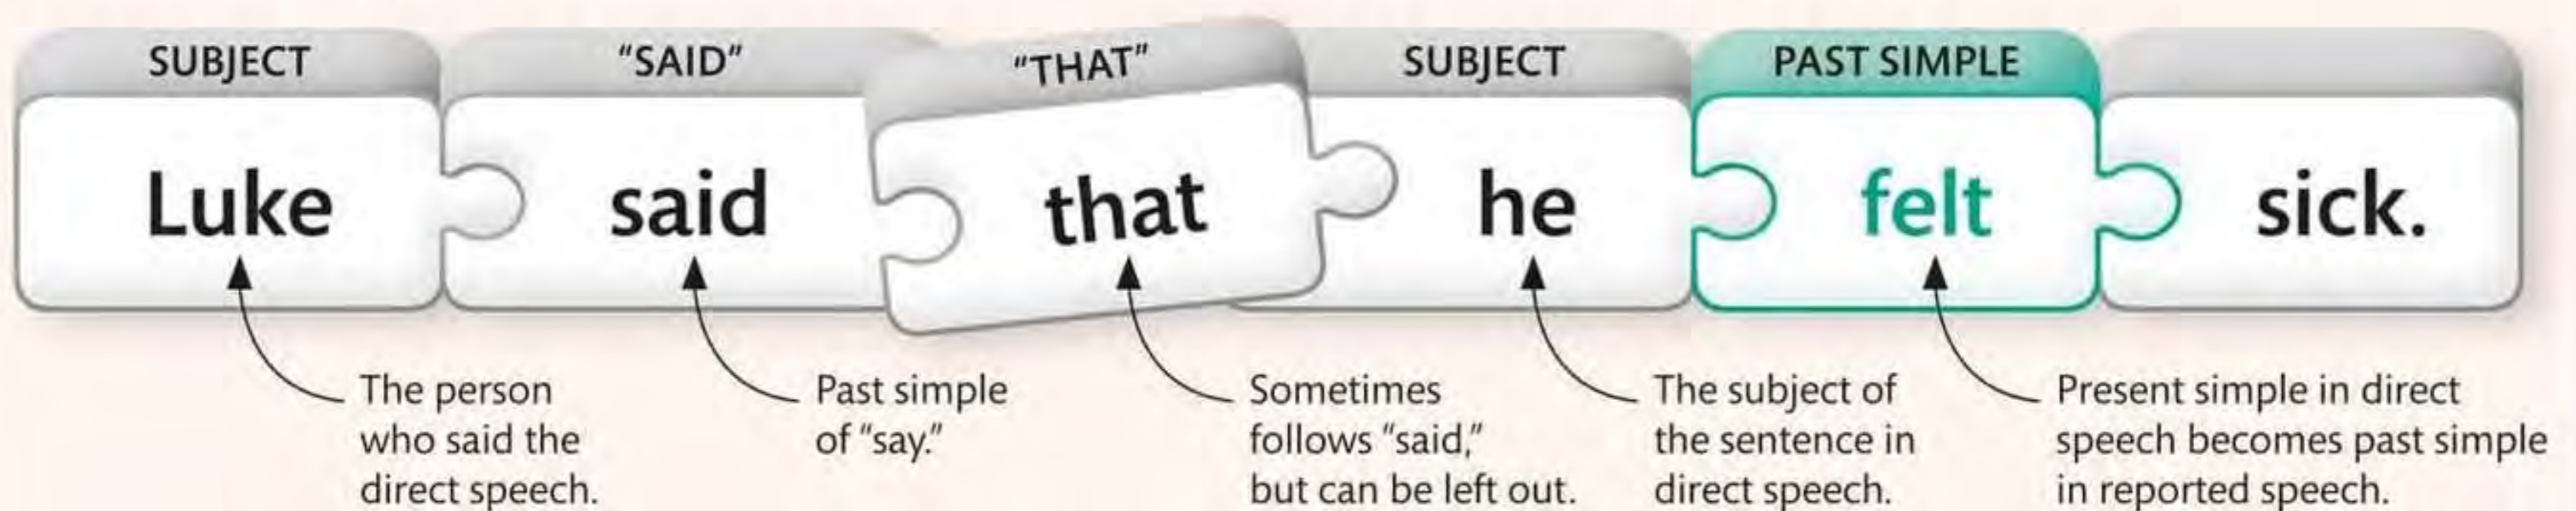 SUBJECT
"SAID"
"THAT"
SUBJECT
PAST SIMPLE
Luke
said
that
he
felt
sick.
The person
who said the
direct speech.
Past simple
of "say."
Sometimes
follows "said,"
but can be left out.
The subject of
the sentence in
direct speech.
Present simple in direct
speech becomes past simple
in reported speech.